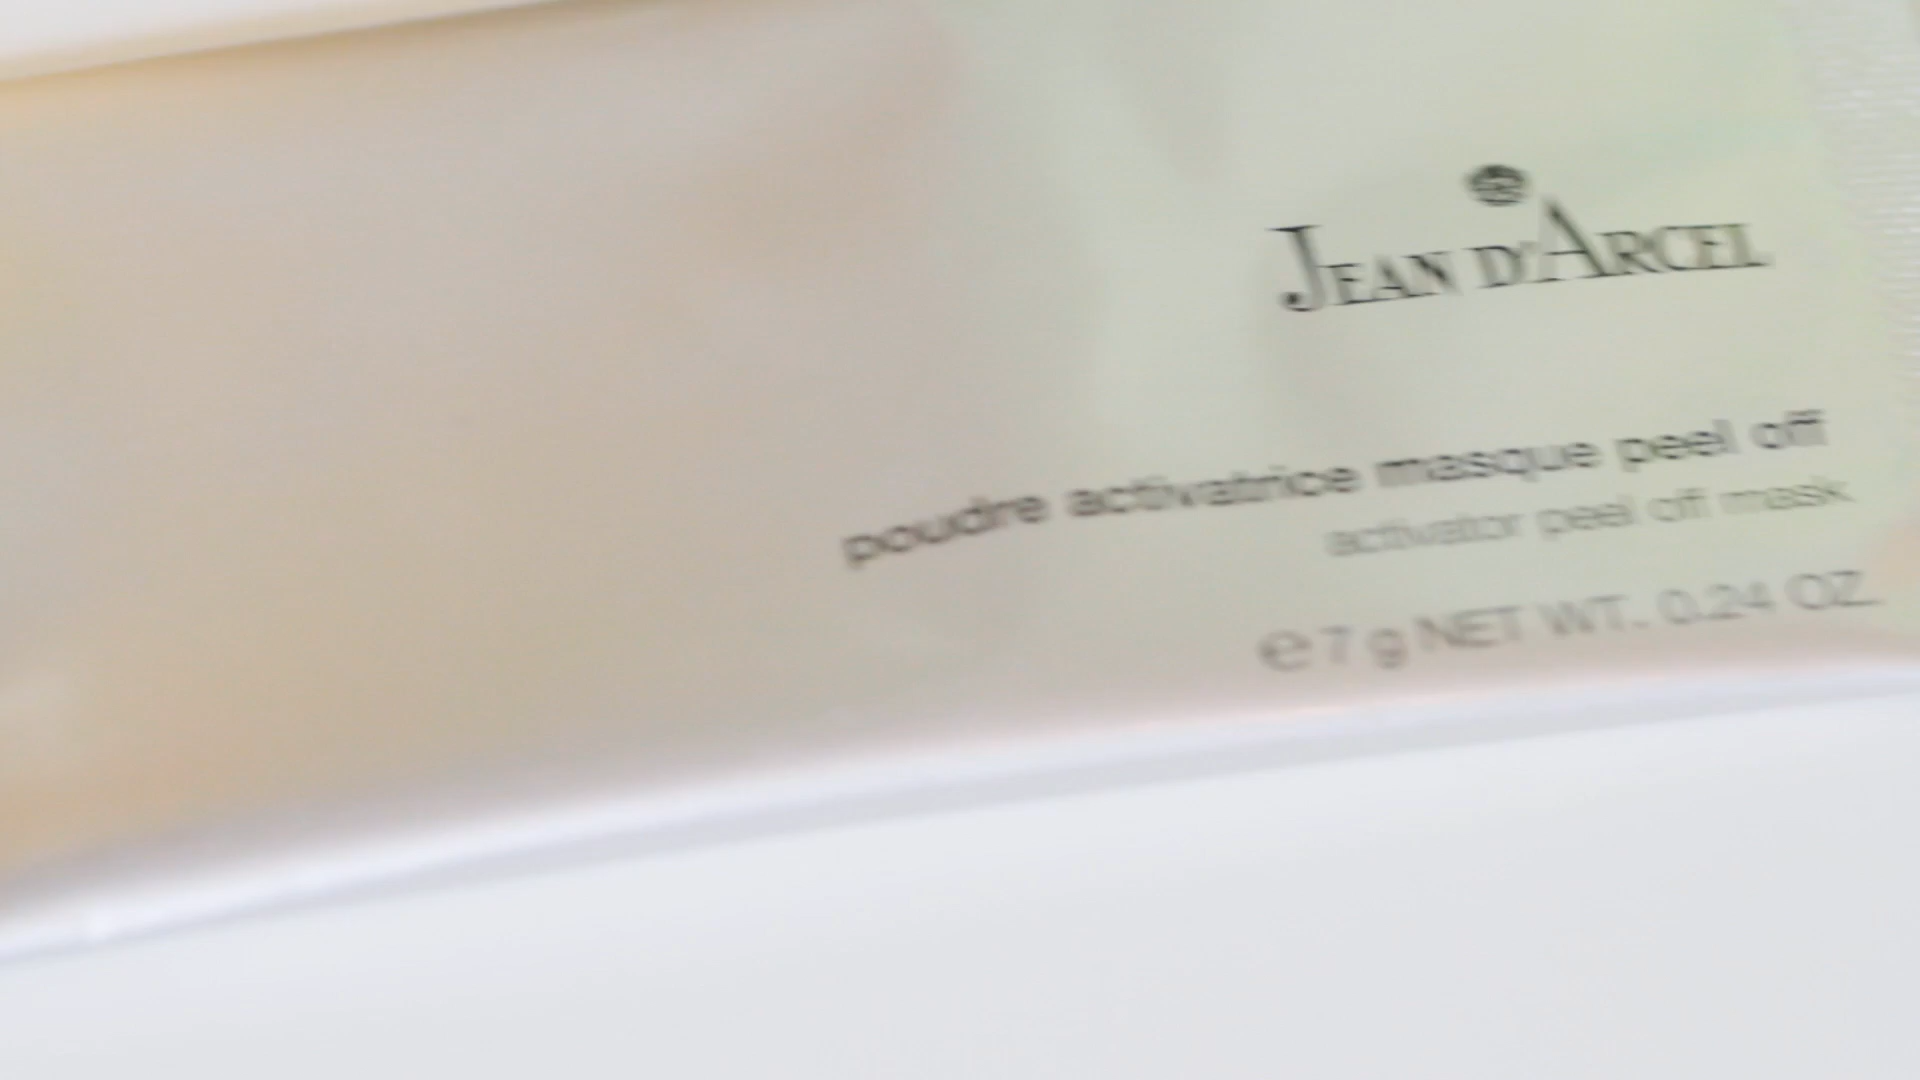 JEAN D'ARCEL
poudre activatrice masque peel off
activator peel off mask
℮ 7 g NET WT. 0.24 OZ.